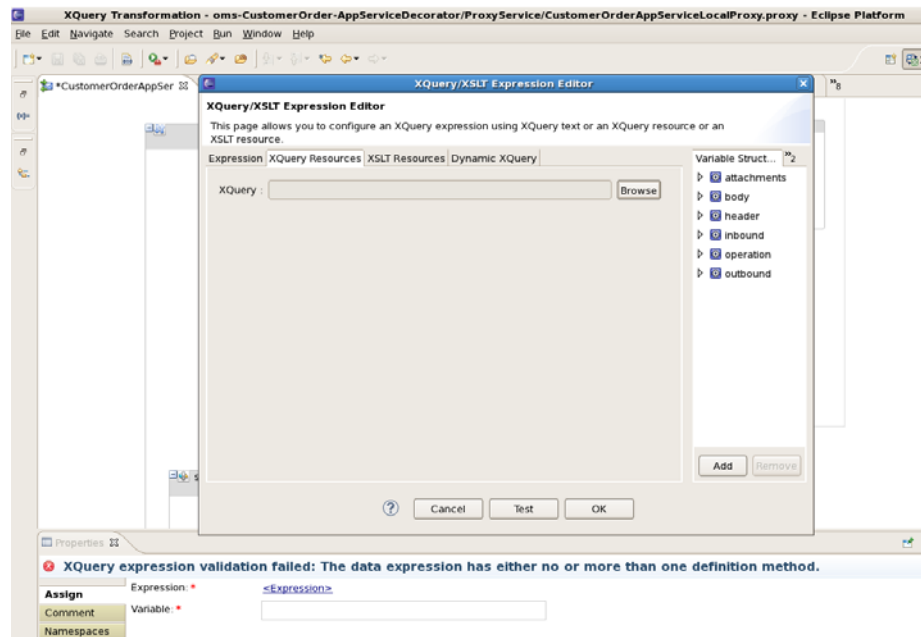 XQuery Transformation - oms-CustomerOrder-AppServiceDecorator/ProxyService/CustomerOrderAppServiceLocalProxy.proxy - Eclipse Platform
File Edit Navigate Search Project Run Window Help
*CustomerOrderAppSer
XQuery/XSLT Expression Editor
»8
XQuery/XSLT Expression Editor
This page allows you to configure an XQuery expression using XQuery text or an XQuery resource or an
XSLT resource.
Expression XQuery Resources XSLT Resources Dynamic XQuery
Variable Struct... »2
XQuery : Browse
attachments
body
header
inbound
operation
outbound
Add Remove
s
? Cancel Test OK
Properties
XQuery expression validation failed: The data expression has either no or more than one definition method.
Assign Expression: * <Expression>
Comment Variable: *
Namespaces